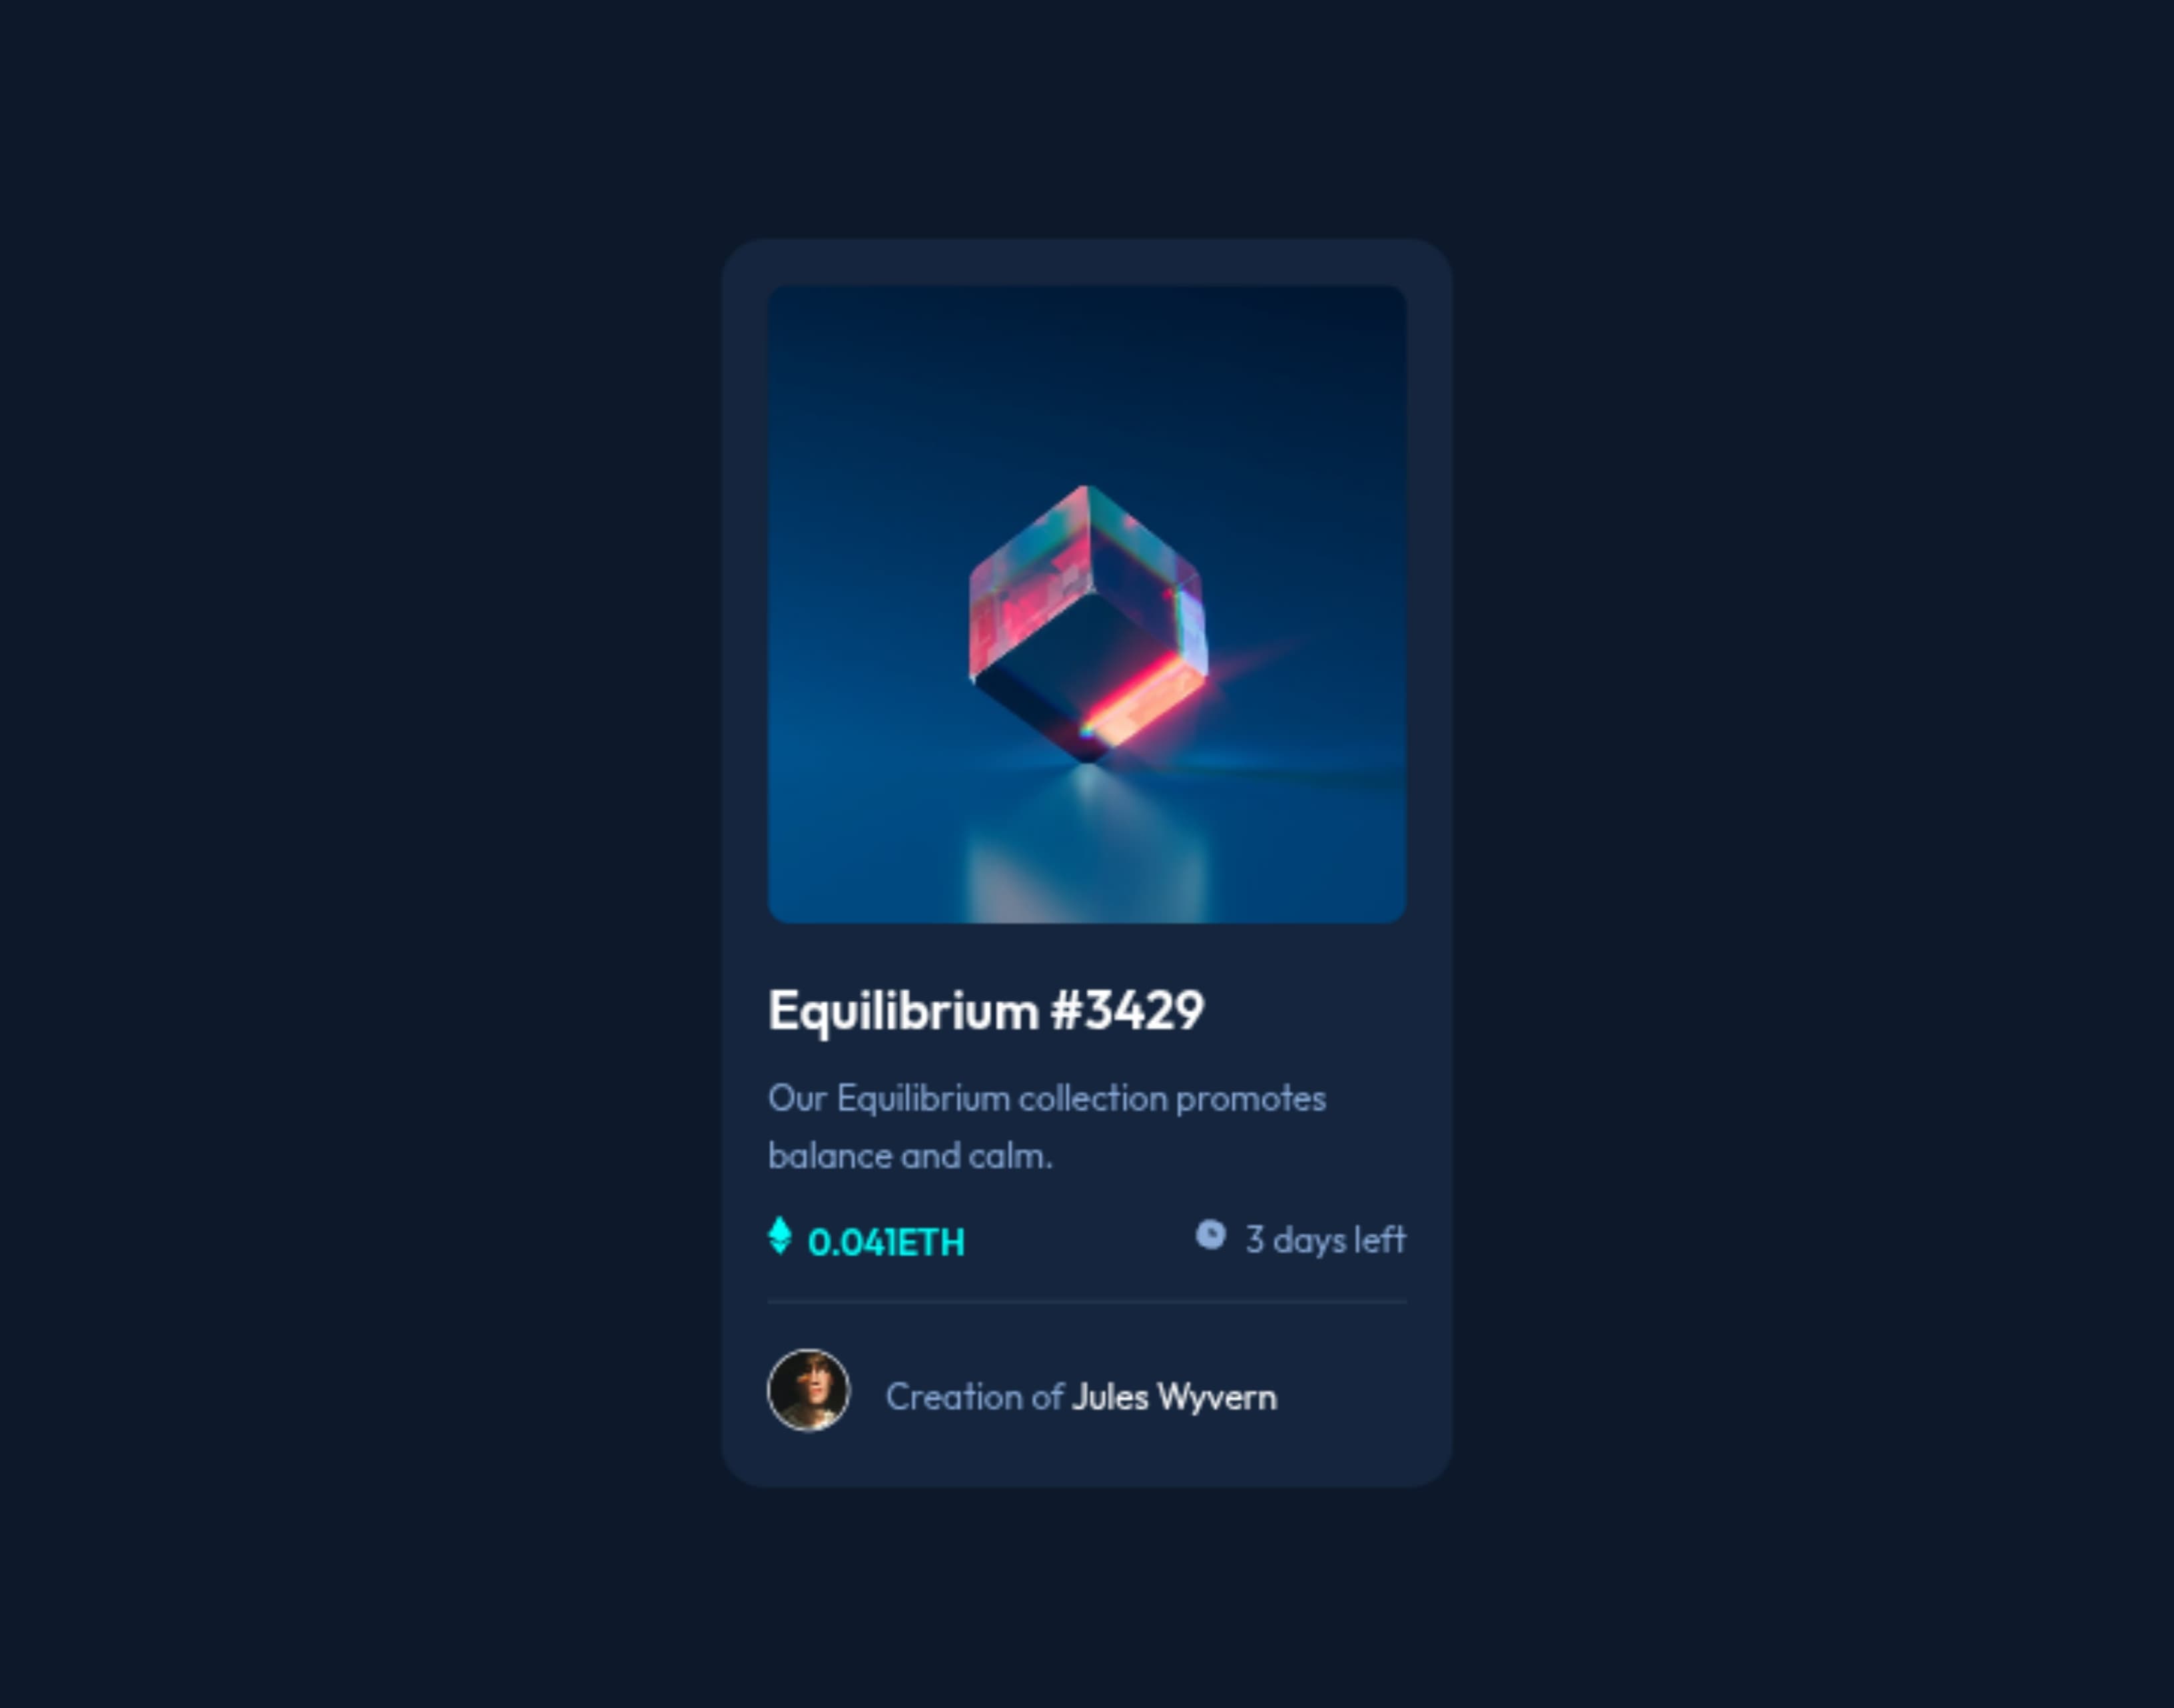 Equilibrium #3429
Our Equilibrium collection promotes
balance and calm.
0.041ETH
3 days left
Creation of Jules Wyvern